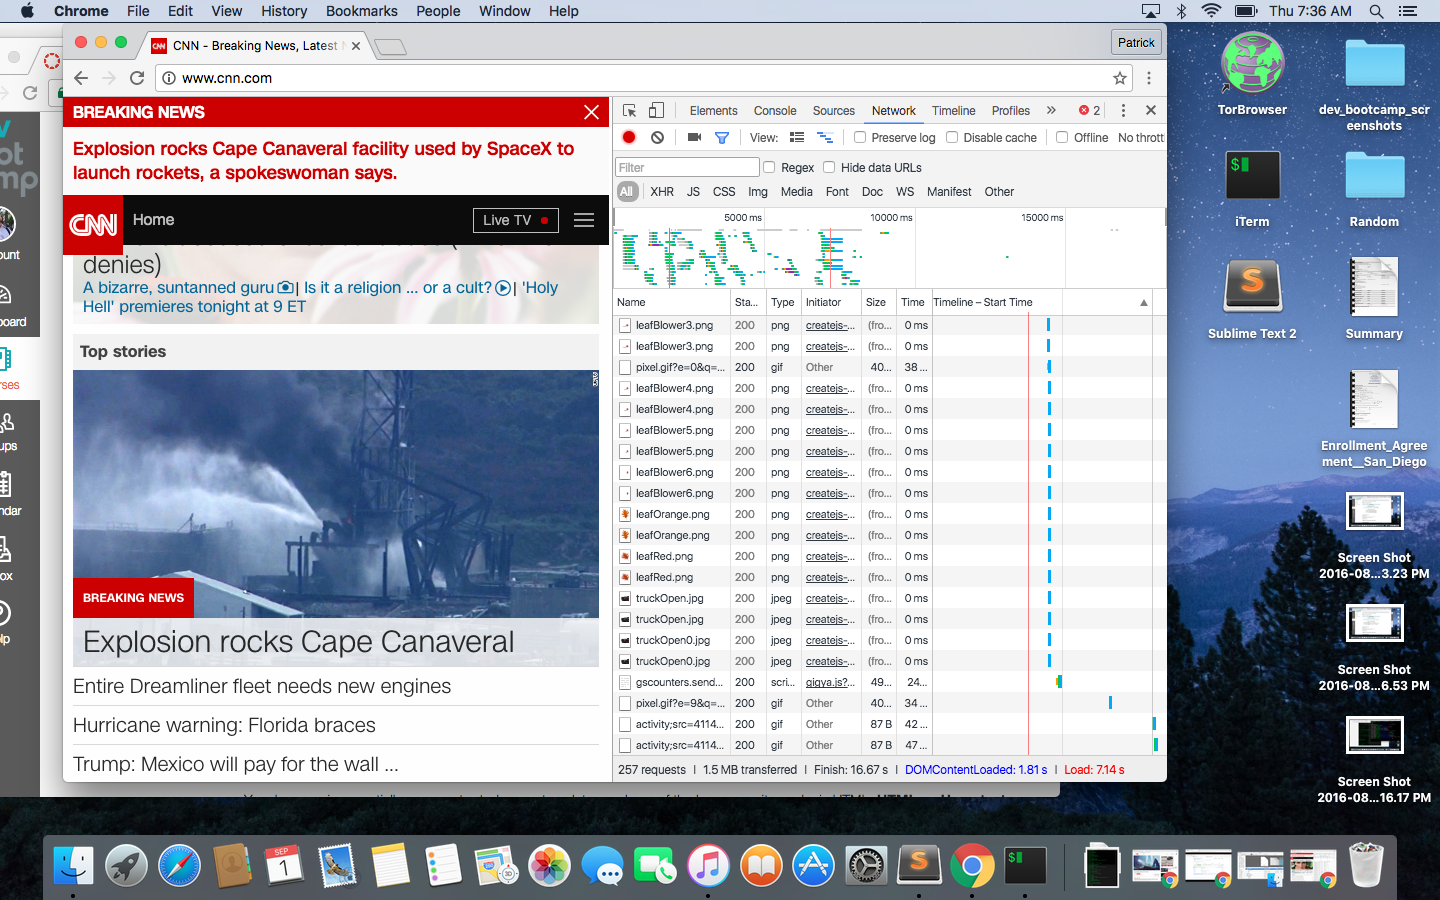 Chrome File Edit View History Bookmarks People Window Help
Thu 7:36 AM
CNN - Breaking News, Latest
Patrick
www.cnn.com
BREAKING NEWS
Explosion rocks Cape Canaveral facility used by SpaceX to
launch rockets, a spokeswoman says.
CNN Home Live TV
denies)
A bizarre, suntanned guru | Is it a religion ... or a cult? | 'Holy
Hell' premieres tonight at 9 ET
Top stories
BREAKING NEWS
Explosion rocks Cape Canaveral
Entire Dreamliner fleet needs new engines
Hurricane warning: Florida braces
Trump: Mexico will pay for the wall ...
Elements Console Sources Network Timeline Profiles » 2
View: Preserve log Disable cache Offline No thrott
Filter Regex Hide data URLs
All XHR JS CSS Img Media Font Doc WS Manifest Other
5000 ms 10000 ms 15000 ms
Name Sta... Type Initiator Size Time Timeline – Start Time
leafBlower3.png 200 png createjs-... (fro... 0 ms
leafBlower3.png 200 png createjs-... (fro... 0 ms
pixel.gif?e=0&q=... 200 gif Other 40... 38 ...
leafBlower4.png 200 png createjs-... (fro... 0 ms
leafBlower4.png 200 png createjs-... (fro... 0 ms
leafBlower5.png 200 png createjs-... (fro... 0 ms
leafBlower5.png 200 png createjs-... (fro... 0 ms
leafBlower6.png 200 png createjs-... (fro... 0 ms
leafBlower6.png 200 png createjs-... (fro... 0 ms
leafOrange.png 200 png createjs-... (fro... 0 ms
leafOrange.png 200 png createjs-... (fro... 0 ms
leafRed.png 200 png createjs-... (fro... 0 ms
leafRed.png 200 png createjs-... (fro... 0 ms
truckOpen.jpg 200 jpeg createjs-... (fro... 0 ms
truckOpen.jpg 200 jpeg createjs-... (fro... 0 ms
truckOpen0.jpg 200 jpeg createjs-... (fro... 0 ms
truckOpen0.jpg 200 jpeg createjs-... (fro... 0 ms
gscounters.send... 200 scri... gigya.js?... 49... 24...
pixel.gif?e=9&q=... 200 gif Other 40... 34 ...
activity;src=4114... 200 gif Other 87 B 42 ...
activity;src=4114... 200 gif Other 87 B 47...
257 requests | 1.5 MB transferred | Finish: 16.67 s | DOMContentLoaded: 1.81 s | Load: 7.14 s
TorBrowser
dev_bootcamp_scr
eenshots
iTerm
Random
Sublime Text 2
Summary
Enrollment_Agree
ment__San_Diego
Screen Shot
2016-08...3.23 PM
Screen Shot
2016-08...6.53 PM
Screen Shot
2016-08...16.17 PM
SEP
1